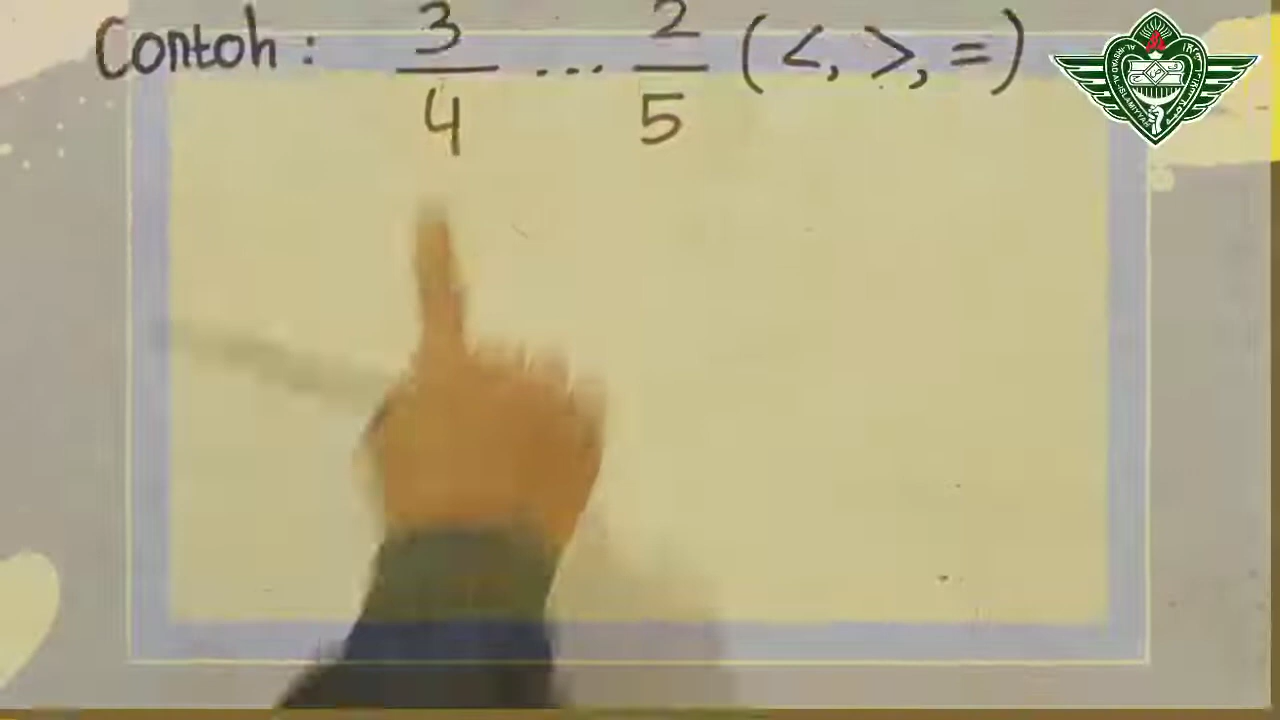 Contoh : 3/4 ... 2/5 (<, >, =)